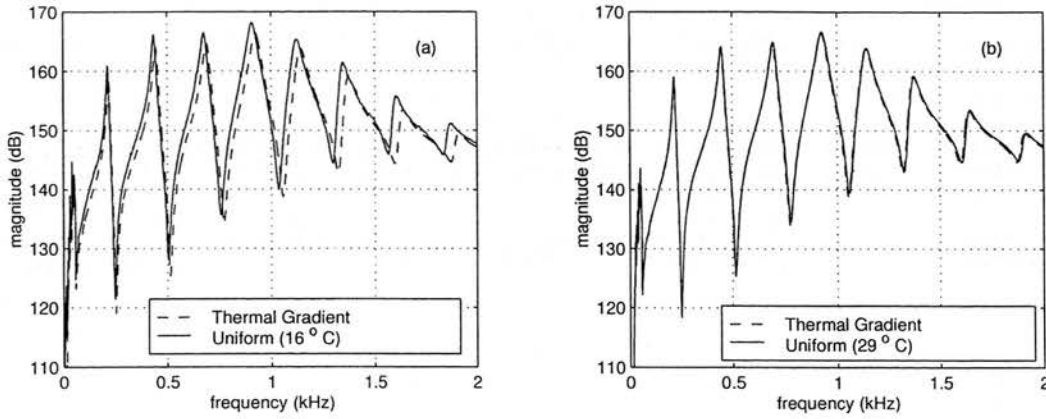 (a)
magnitude (dB)
170
160
150
140
130
120
110
Thermal Gradient
Uniform (16 ° C)
0 0.5 1 1.5 2
frequency (kHz)
(b)
magnitude (dB)
170
160
150
140
130
120
110
Thermal Gradient
Uniform (29 ° C)
0 0.5 1 1.5 2
frequency (kHz)